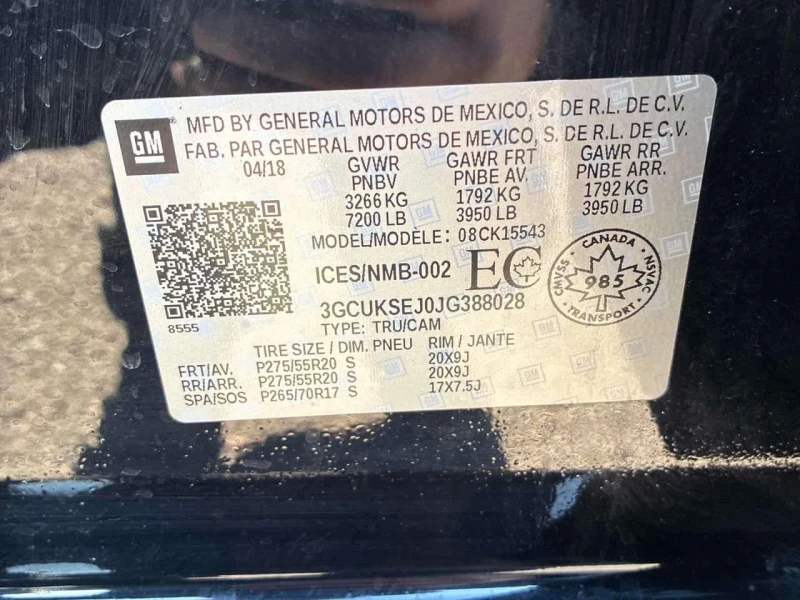 GM
MFD BY GENERAL MOTORS DE MEXICO, S. DE R.L. DE C.V.
FAB. PAR GENERAL MOTORS DE MEXICO, S. DE R.L. DE C.V.
04/18 GVWR GAWR FRT GAWR RR
PNBV PNBE AV. PNBE ARR.
3266 KG 1792 KG 1792 KG
7200 LB 3950 LB 3950 LB
MODEL/MODÈLE: 08CK15543
ICES/NMB-002 EC
CANADA
CMVSS 985 NSVAC
TRANSPORT
3GCUKSEJ0JG388028
8555 TYPE: TRU/CAM
TIRE SIZE / DIM. PNEU RIM / JANTE
FRT/AV. P275/55R20 S 20X9J
RR/ARR. P275/55R20 S 20X9J
SPA/SOS P265/70R17 S 17X7.5J